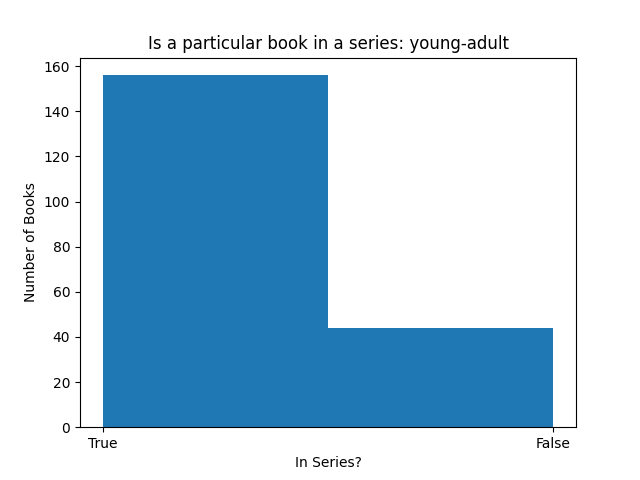 Is a particular book in a series: young-adult
160
140
120
100
80
60
40
20
0
Number of Books
True
False
In Series?